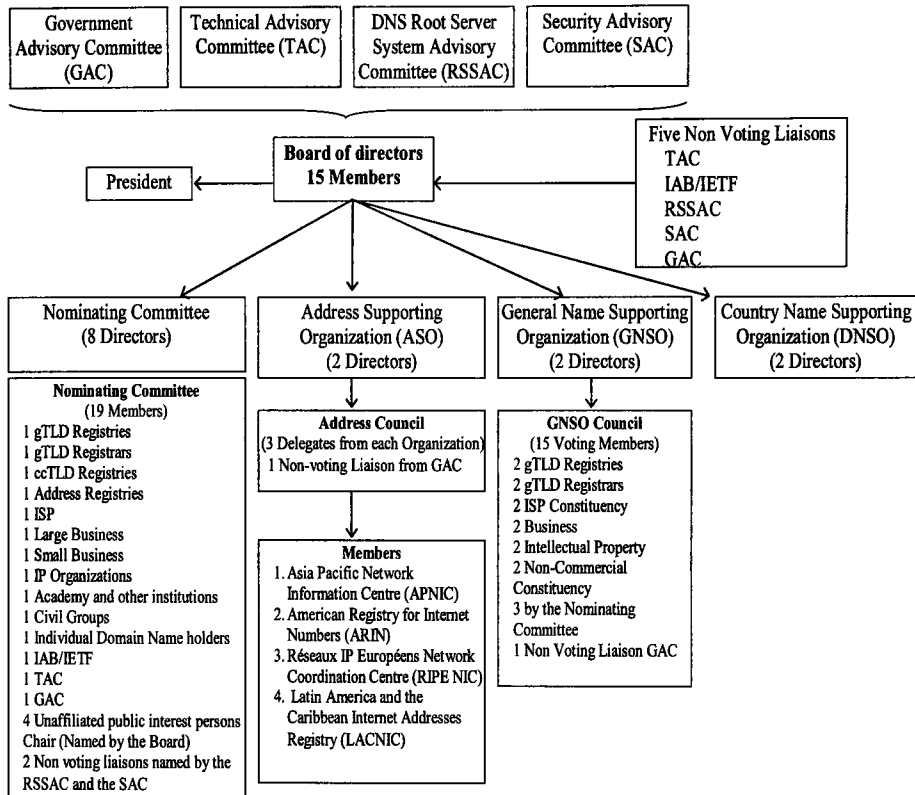 Government
Advisory Committee
(GAC)
Technical Advisory
Committee (TAC)
DNS Root Server
System Advisory
Committee (RSSAC)
Security Advisory
Committee (SAC)
Board of directors
15 Members
President
Five Non Voting Liaisons
TAC
IAB/IETF
RSSAC
SAC
GAC
Nominating Committee
(8 Directors)
Address Supporting
Organization (ASO)
(2 Directors)
General Name Supporting
Organization (GNSO)
(2 Directors)
Country Name Supporting
Organization (DNSO)
(2 Directors)
Nominating Committee
(19 Members)
1 gTLD Registries
1 gTLD Registrars
1 ccTLD Registries
1 Address Registries
1 ISP
1 Large Business
1 Small Business
1 IP Organizations
1 Academy and other institutions
1 Civil Groups
1 Individual Domain Name holders
1 IAB/IETF
1 TAC
1 GAC
4 Unaffiliated public interest persons
Chair (Named by the Board)
2 Non voting liaisons named by the
RSSAC and the SAC
Address Council
(3 Delegates from each Organization)
1 Non-voting Liaison from GAC
Members
1. Asia Pacific Network
Information Centre (APNIC)
2. American Registry for Internet
Numbers (ARIN)
3. Réseaux IP Européens Network
Coordination Centre (RIPE NIC)
4. Latin America and the
Caribbean Internet Addresses
Registry (LACNIC)
GNSO Council
(15 Voting Members)
2 gTLD Registries
2 gTLD Registrars
2 ISP Constituency
2 Business
2 Intellectual Property
2 Non-Commercial
Constituency
3 by the Nominating
Committee
1 Non Voting Liaison GAC